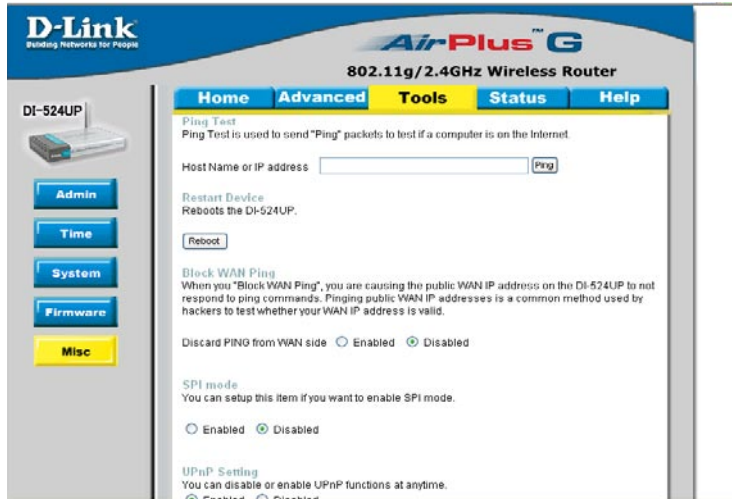 D-Link
Building Networks for People
AirPlus™ G
802.11g/2.4GHz Wireless Router
DI-524UP
Home Advanced Tools Status Help
Admin
Time
System
Firmware
Misc
Ping Test
Ping Test is used to send "Ping" packets to test if a computer is on the Internet.
Host Name or IP address Ping
Restart Device
Reboots the DI-524UP.
Reboot
Block WAN Ping
When you "Block WAN Ping", you are causing the public WAN IP address on the DI-524UP to not
respond to ping commands. Pinging public WAN IP addresses is a common method used by
hackers to test whether your WAN IP address is valid.
Discard PING from WAN side Enabled Disabled
SPI mode
You can setup this item if you want to enable SPI mode.
Enabled Disabled
UPnP Setting
You can disable or enable UPnP functions at anytime.
Enabled Disabled